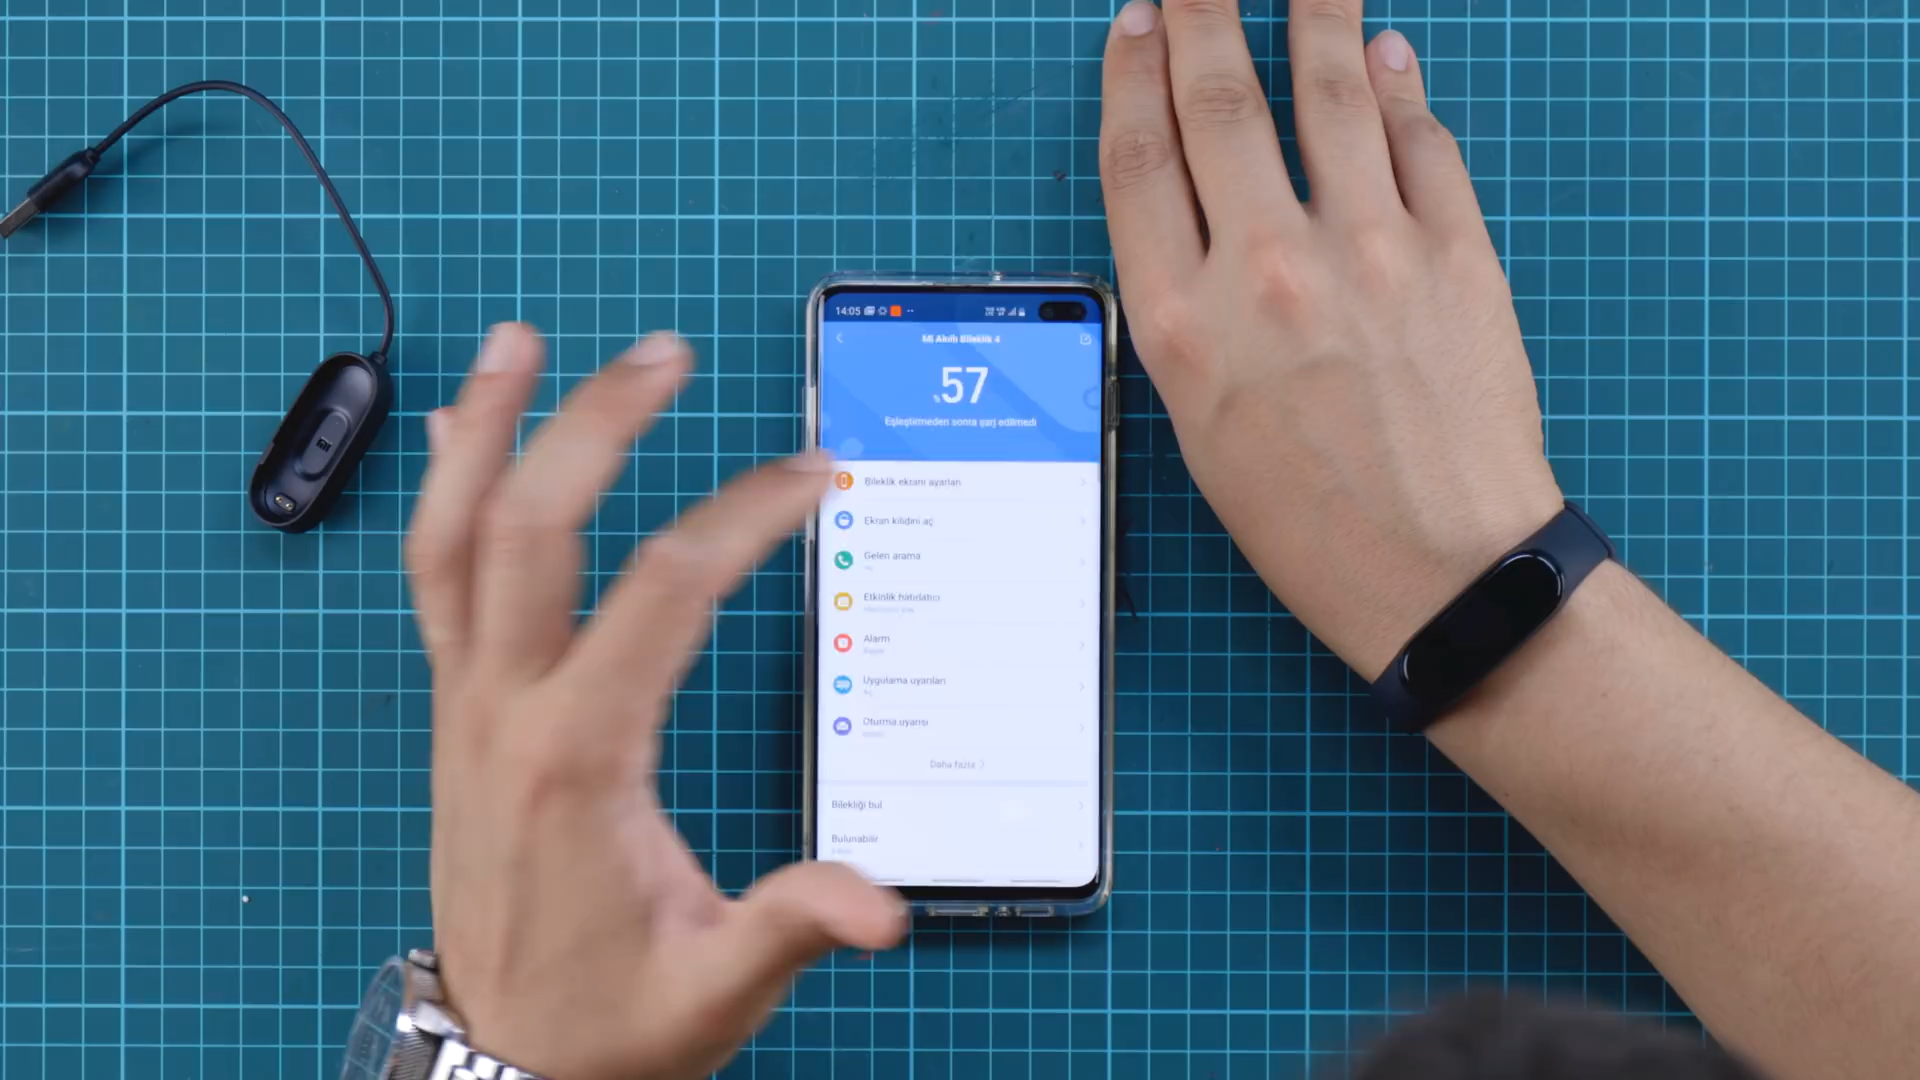 14:05
Mi Akıllı Bileklik 4
%57
Eşleştirmeden sonra şarj edilmedi
Bileklik ekranı ayarları
Ekran kilidini aç
Gelen arama
Etkinlik hatırlatıcı
Alarm
Uygulama uyarıları
Oturma uyarısı
Daha fazla
Bilekliği bul
Bulunabilir